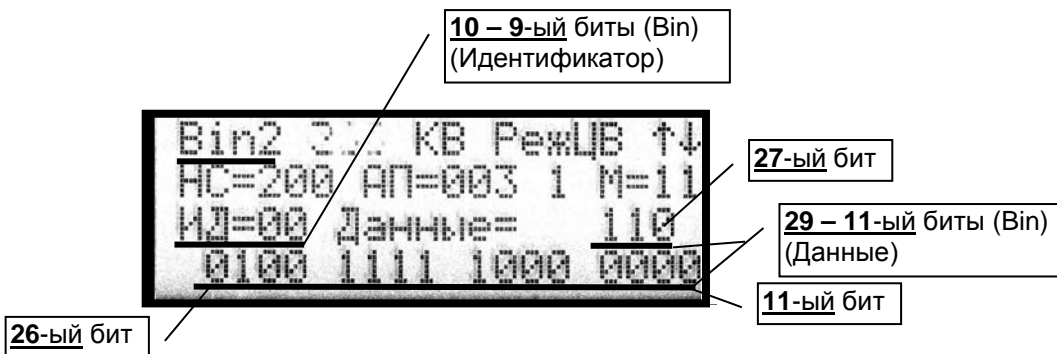 10 – 9-ый биты (Bin)
(Идентификатор)
Bin2 КВ РежЦВ ↑↓
АС=200 АП=003 1 М=11
ИД=00 Данные= 110
0100 1111 1000 0000
27-ый бит
29 – 11-ый биты (Bin)
(Данные)
11-ый бит
26-ый бит